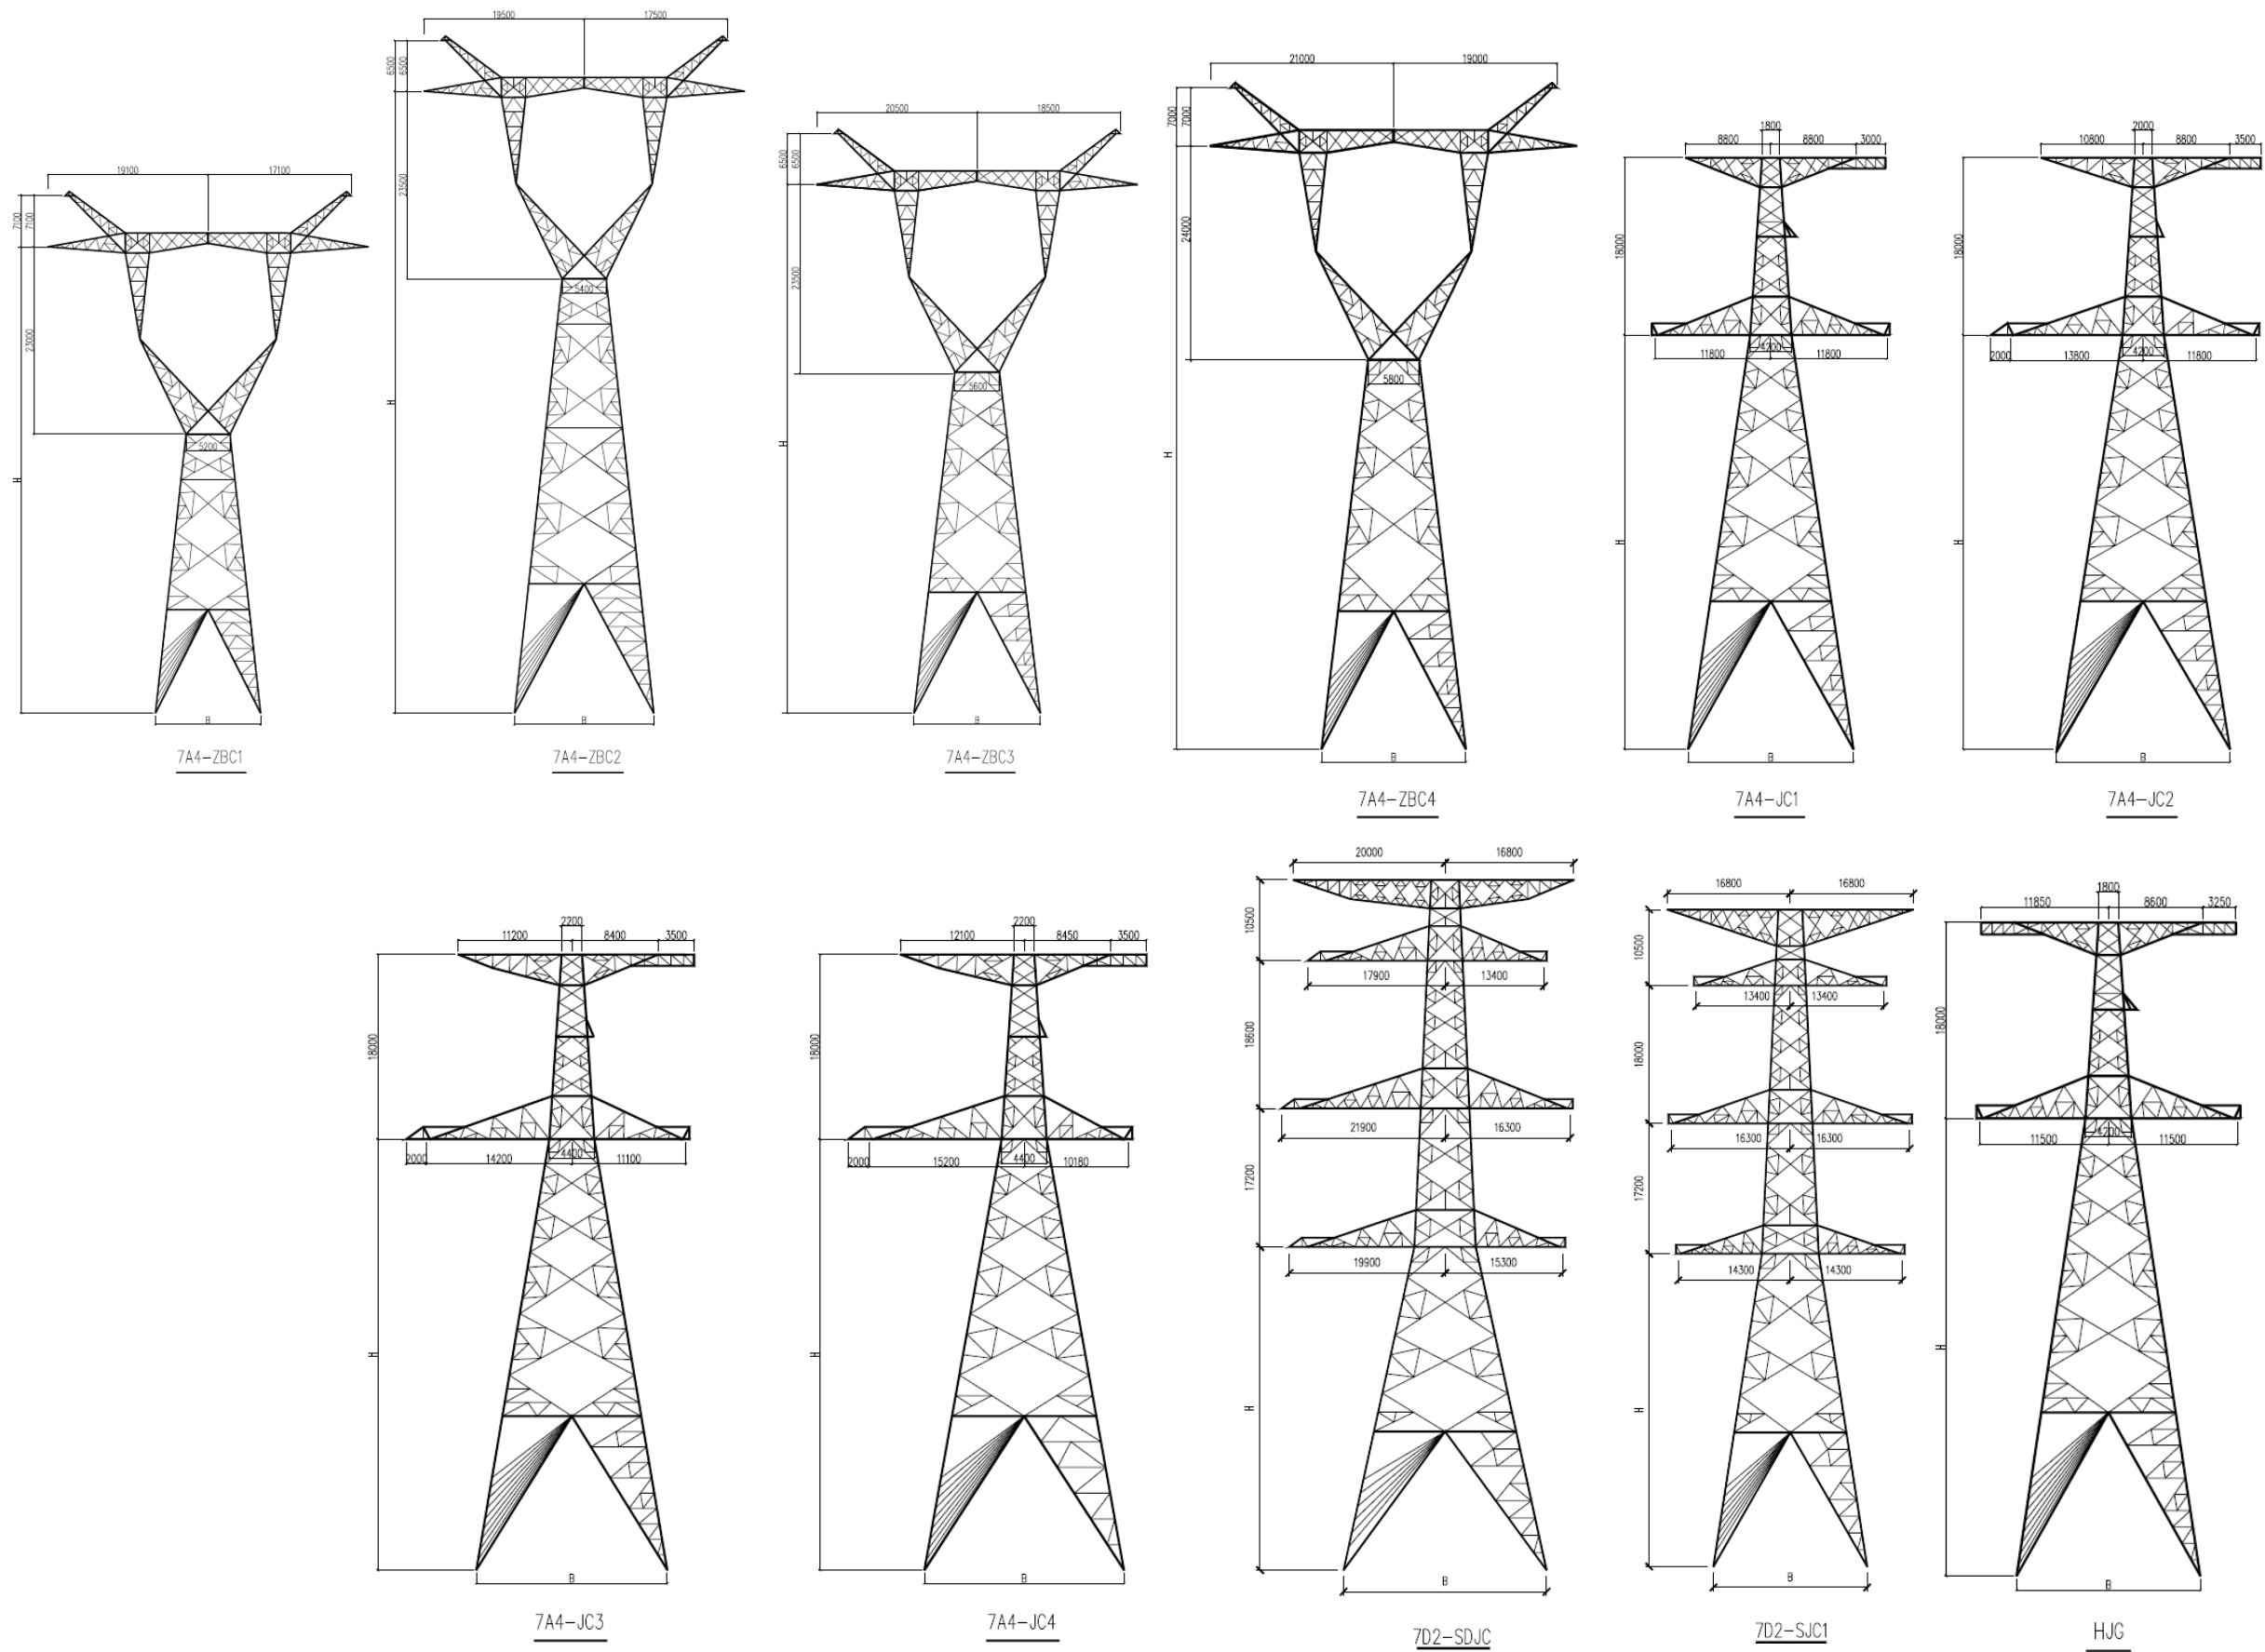 19100 17100
7100 7100
23000
H
5200
B
7A4-ZBC1
19500 17500
6500 6500
23500
H
5400
B
7A4-ZBC2
20500 18500
6500 6500
23500
H
5600
B
7A4-ZBC3
21000 19000
7000 7000
24000
H
5800
B
7A4-ZBC4
1800
8800 8800 3000
18000
4200
11800 11800
H
B
7A4-JC1
2000
10800 8800 3500
18000
4200
2000 13800 11800
H
B
7A4-JC2
2200
11200 8400 3500
18000
4400
2000 14200 11100
H
B
7A4-JC3
2200
12100 8450 3500
18000
4400
2000 15200 10180
H
B
7A4-JC4
20000 16800
10500
17900 13400
18600
21900 16300
17200
19900 15300
H
B
7D2-SDJC
16800 16800
10500
13400 13400
18000
16300 16300
17200
14300 14300
H
B
7D2-SJC1
1800
11850 8600 3250
18000
4200
11500 11500
H
B
HJG